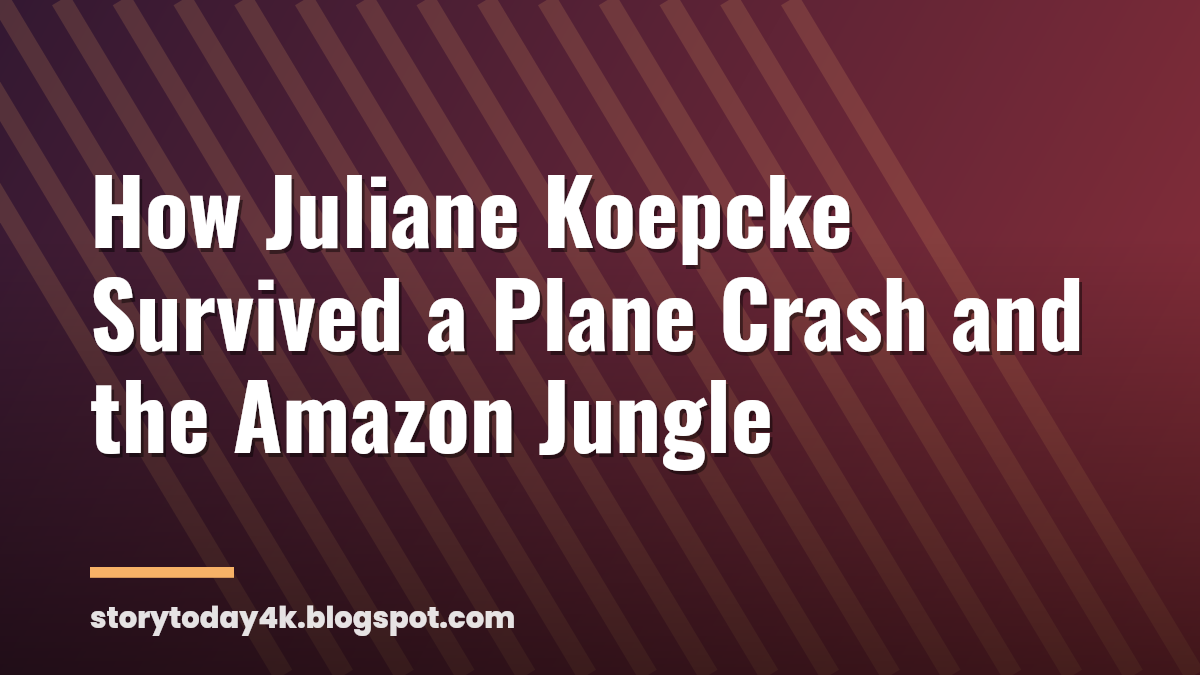 How Juliane Koepcke
Survived a Plane Crash and
the Amazon Jungle
storytoday4k.blogspot.com